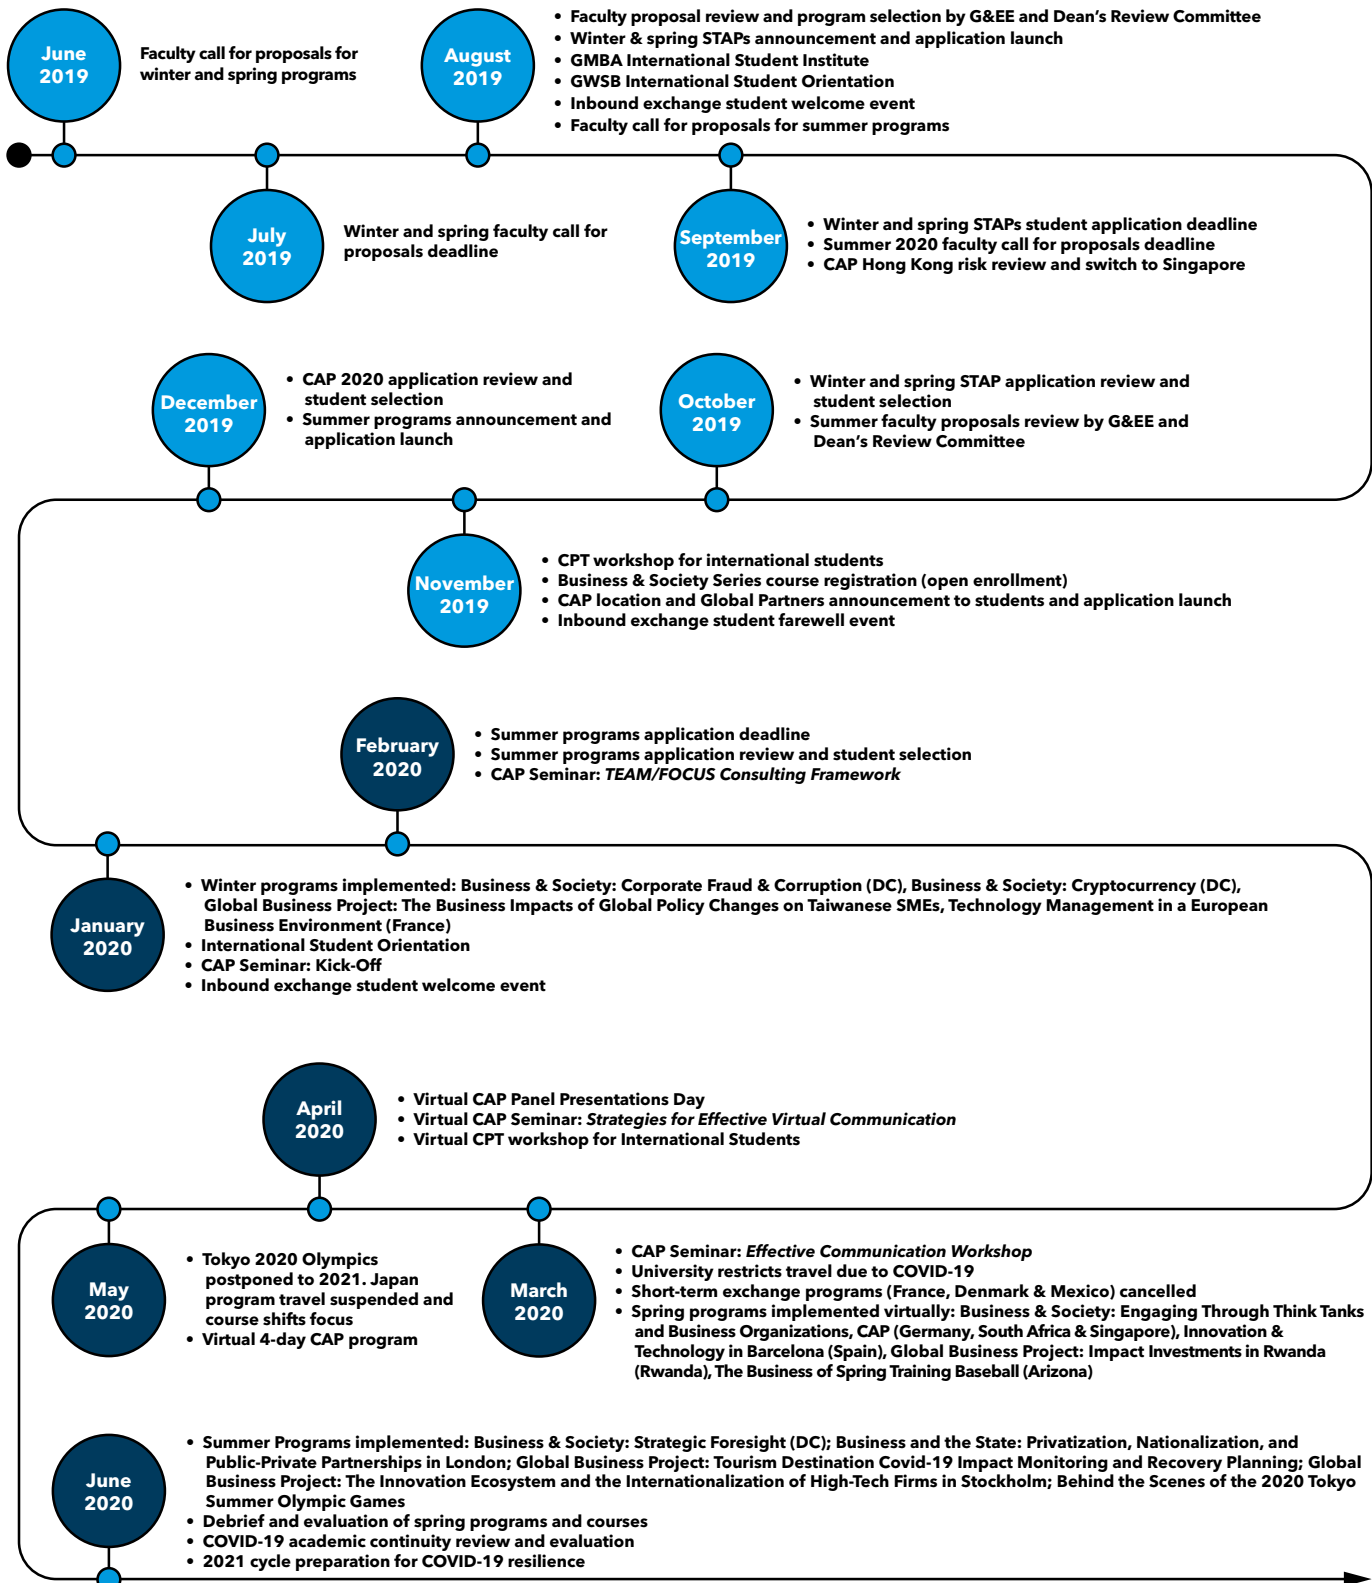 June
2019
Faculty call for proposals for
winter and spring programs
August
2019
• Faculty proposal review and program selection by G&EE and Dean's Review Committee
• Winter & spring STAPs announcement and application launch
• GMBA International Student Institute
• GWSB International Student Orientation
• Inbound exchange student welcome event
• Faculty call for proposals for summer programs
July
2019
Winter and spring faculty call for
proposals deadline
September
2019
• Winter and spring STAPs student application deadline
• Summer 2020 faculty call for proposals deadline
• CAP Hong Kong risk review and switch to Singapore
December
2019
• CAP 2020 application review and
student selection
• Summer programs announcement and
application launch
October
2019
• Winter and spring STAP application review and
student selection
• Summer faculty proposals review by G&EE and
Dean's Review Committee
November
2019
• CPT workshop for international students
• Business & Society Series course registration (open enrollment)
• CAP location and Global Partners announcement to students and application launch
• Inbound exchange student farewell event
February
2020
• Summer programs application deadline
• Summer programs application review and student selection
• CAP Seminar: TEAM/FOCUS Consulting Framework
January
2020
• Winter programs implemented: Business & Society: Corporate Fraud & Corruption (DC), Business & Society: Cryptocurrency (DC),
Global Business Project: The Business Impacts of Global Policy Changes on Taiwanese SMEs, Technology Management in a European
Business Environment (France)
• International Student Orientation
• CAP Seminar: Kick-Off
• Inbound exchange student welcome event
April
2020
• Virtual CAP Panel Presentations Day
• Virtual CAP Seminar: Strategies for Effective Virtual Communication
• Virtual CPT workshop for International Students
May
2020
• Tokyo 2020 Olympics
postponed to 2021. Japan
program travel suspended and
course shifts focus
• Virtual 4-day CAP program
March
2020
• CAP Seminar: Effective Communication Workshop
• University restricts travel due to COVID-19
• Short-term exchange programs (France, Denmark & Mexico) cancelled
• Spring programs implemented virtually: Business & Society: Engaging Through Think Tanks
and Business Organizations, CAP (Germany, South Africa & Singapore), Innovation &
Technology in Barcelona (Spain), Global Business Project: Impact Investments in Rwanda
(Rwanda), The Business of Spring Training Baseball (Arizona)
June
2020
• Summer Programs implemented: Business & Society: Strategic Foresight (DC); Business and the State: Privatization, Nationalization, and
Public-Private Partnerships in London; Global Business Project: Tourism Destination Covid-19 Impact Monitoring and Recovery Planning; Global
Business Project: The Innovation Ecosystem and the Internationalization of High-Tech Firms in Stockholm; Behind the Scenes of the 2020 Tokyo
Summer Olympic Games
• Debrief and evaluation of spring programs and courses
• COVID-19 academic continuity review and evaluation
• 2021 cycle preparation for COVID-19 resilience